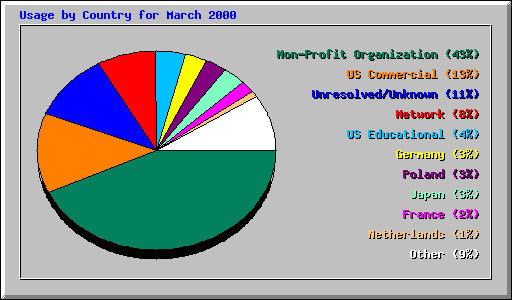 Usage by Country for March 2000
Non-Profit Organization (43%)
US Commercial (13%)
Unresolved/Unknown (11%)
Network (8%)
US Educational (4%)
Germany (3%)
Poland (3%)
Japan (3%)
France (2%)
Netherlands (1%)
Other (9%)